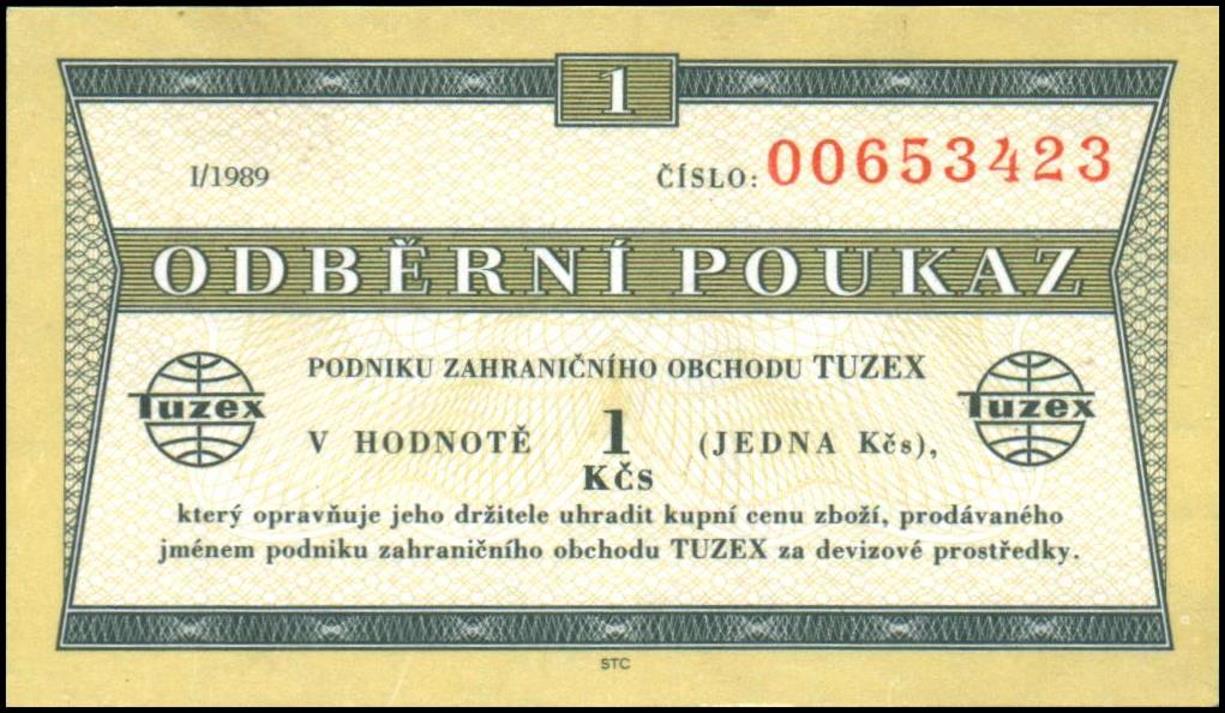 1
I/1989 ČÍSLO: 00653423
ODBĚRNÍ POUKAZ
PODNIKU ZAHRANIČNÍHO OBCHODU TUZEX
Tuzex
Tuzex
V HODNOTĚ 1 (JEDNA Kčs),
KČS
který opravňuje jeho držitele uhradit kupní cenu zboží, prodávaného
jménem podniku zahraničního obchodu TUZEX za devizové prostředky.
STC